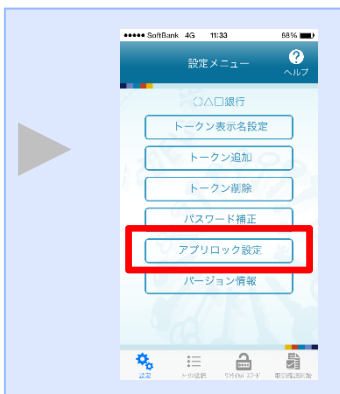 ●●●●● SoftBank 4G 11:33 88%
設定メニュー
?
ヘルプ
○△□銀行
トークン表示名設定
トークン追加
トークン削除
パスワード補正
アプリロック設定
バージョン情報
設定